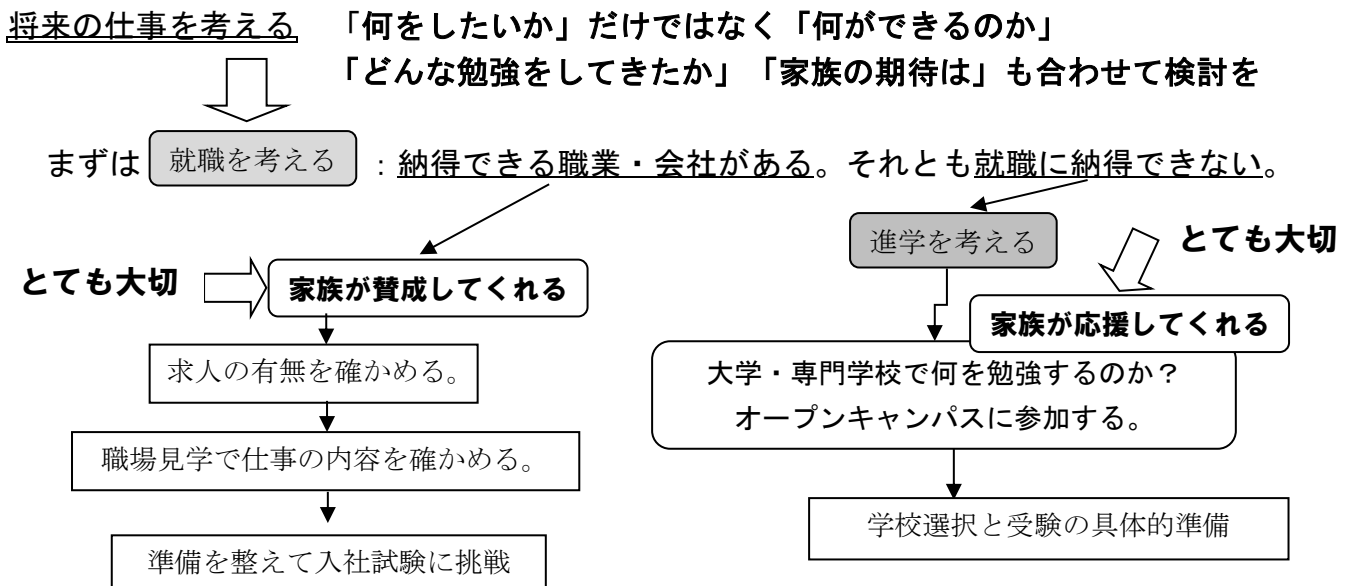 将来の仕事を考える 「何をしたいか」だけではなく「何ができるのか」
「どんな勉強をしてきたか」「家族の期待は」も合わせて検討を
まずは 就職を考える ：納得できる職業・会社がある。それとも就職に納得できない。
進学を考える
とても大切
とても大切
家族が賛成してくれる
家族が応援してくれる
求人の有無を確かめる。
大学・専門学校で何を勉強するのか？
オープンキャンパスに参加する。
職場見学で仕事の内容を確かめる。
学校選択と受験の具体的準備
準備を整えて入社試験に挑戦